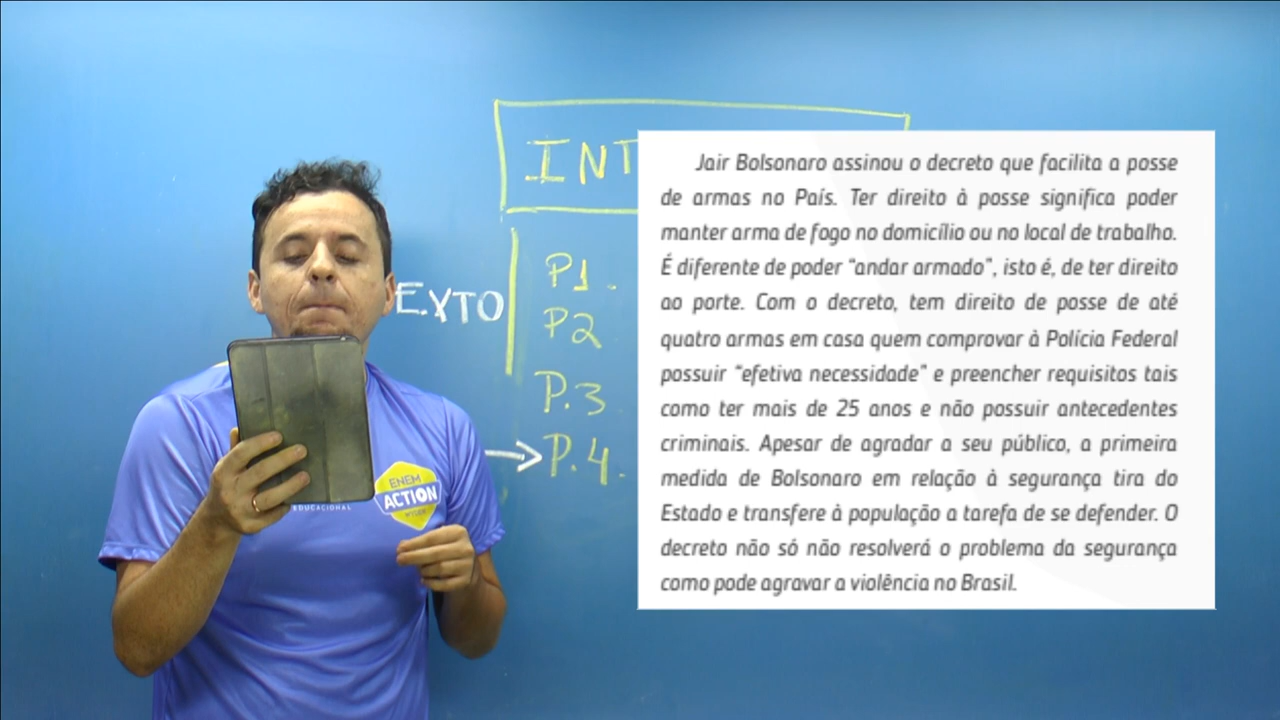 INT
EXTO
P1.
P2
P.3
P.4.
ENEM
ACTION
EDUCACIONAL
Jair Bolsonaro assinou o decreto que facilita a posse
de armas no País. Ter direito à posse significa poder
manter arma de fogo no domicílio ou no local de trabalho.
É diferente de poder “andar armado”, isto é, de ter direito
ao porte. Com o decreto, tem direito de posse de até
quatro armas em casa quem comprovar à Polícia Federal
possuir “efetiva necessidade” e preencher requisitos tais
como ter mais de 25 anos e não possuir antecedentes
criminais. Apesar de agradar a seu público, a primeira
medida de Bolsonaro em relação à segurança tira do
Estado e transfere à população a tarefa de se defender. O
decreto não só não resolverá o problema da segurança
como pode agravar a violência no Brasil.